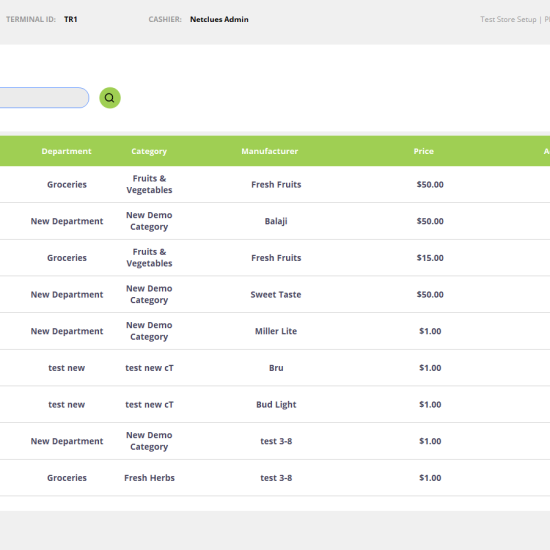 TERMINAL ID: TR1 CASHIER: Netclues Admin Test Store Setup |
Department Category Manufacturer Price
Groceries Fruits & Vegetables Fresh Fruits $50.00
New Department New Demo Category Balaji $50.00
Groceries Fruits & Vegetables Fresh Fruits $15.00
New Department New Demo Category Sweet Taste $50.00
New Department New Demo Category Miller Lite $1.00
test new test new cT Bru $1.00
test new test new cT Bud Light $1.00
New Department New Demo Category test 3-8 $1.00
Groceries Fresh Herbs test 3-8 $1.00